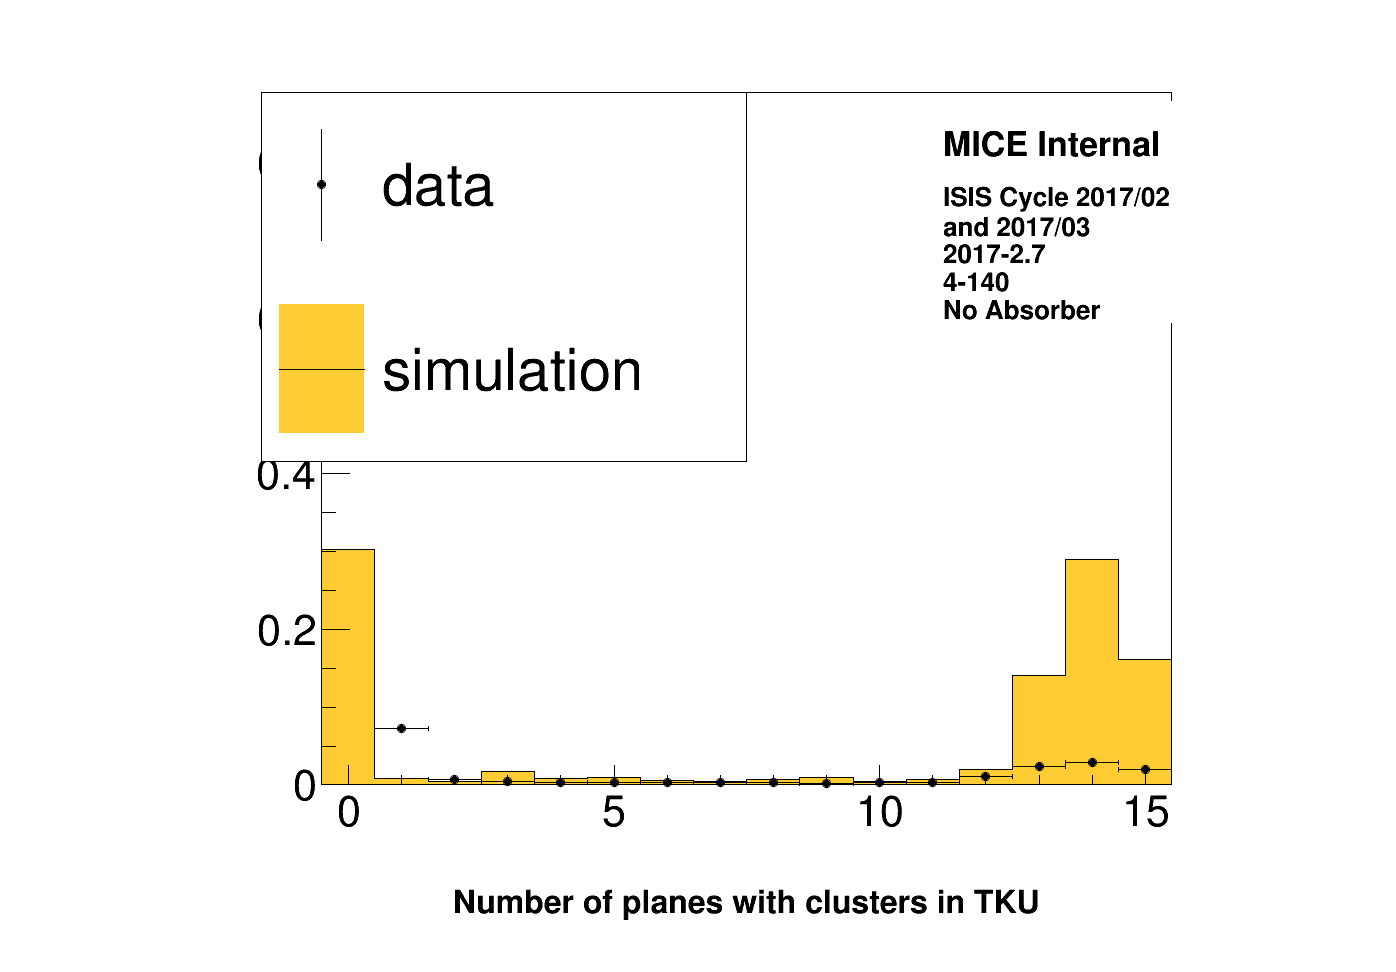 MICE Internal
data
ISIS Cycle 2017/02
and 2017/03
2017-2.7
4-140
No Absorber
simulation
0.4
0.2
0
0 5 10 15
Number of planes with clusters in TKU